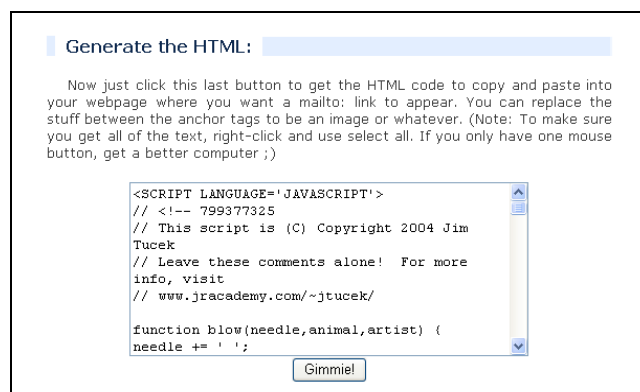 Generate the HTML:
Now just click this last button to get the HTML code to copy and paste into
your webpage where you want a mailto: link to appear. You can replace the
stuff between the anchor tags to be an image or whatever. (Note: To make sure
you get all of the text, right-click and use select all. If you only have one mouse
button, get a better computer ;)
<SCRIPT LANGUAGE='JAVASCRIPT'>
// <!-- 799377325
// This script is (C) Copyright 2004 Jim
Tucek
// Leave these comments alone!  For more
info, visit
// www.jracademy.com/~jtucek/
function blow(needle,animal,artist) {
needle += ' ';
Gimmie!